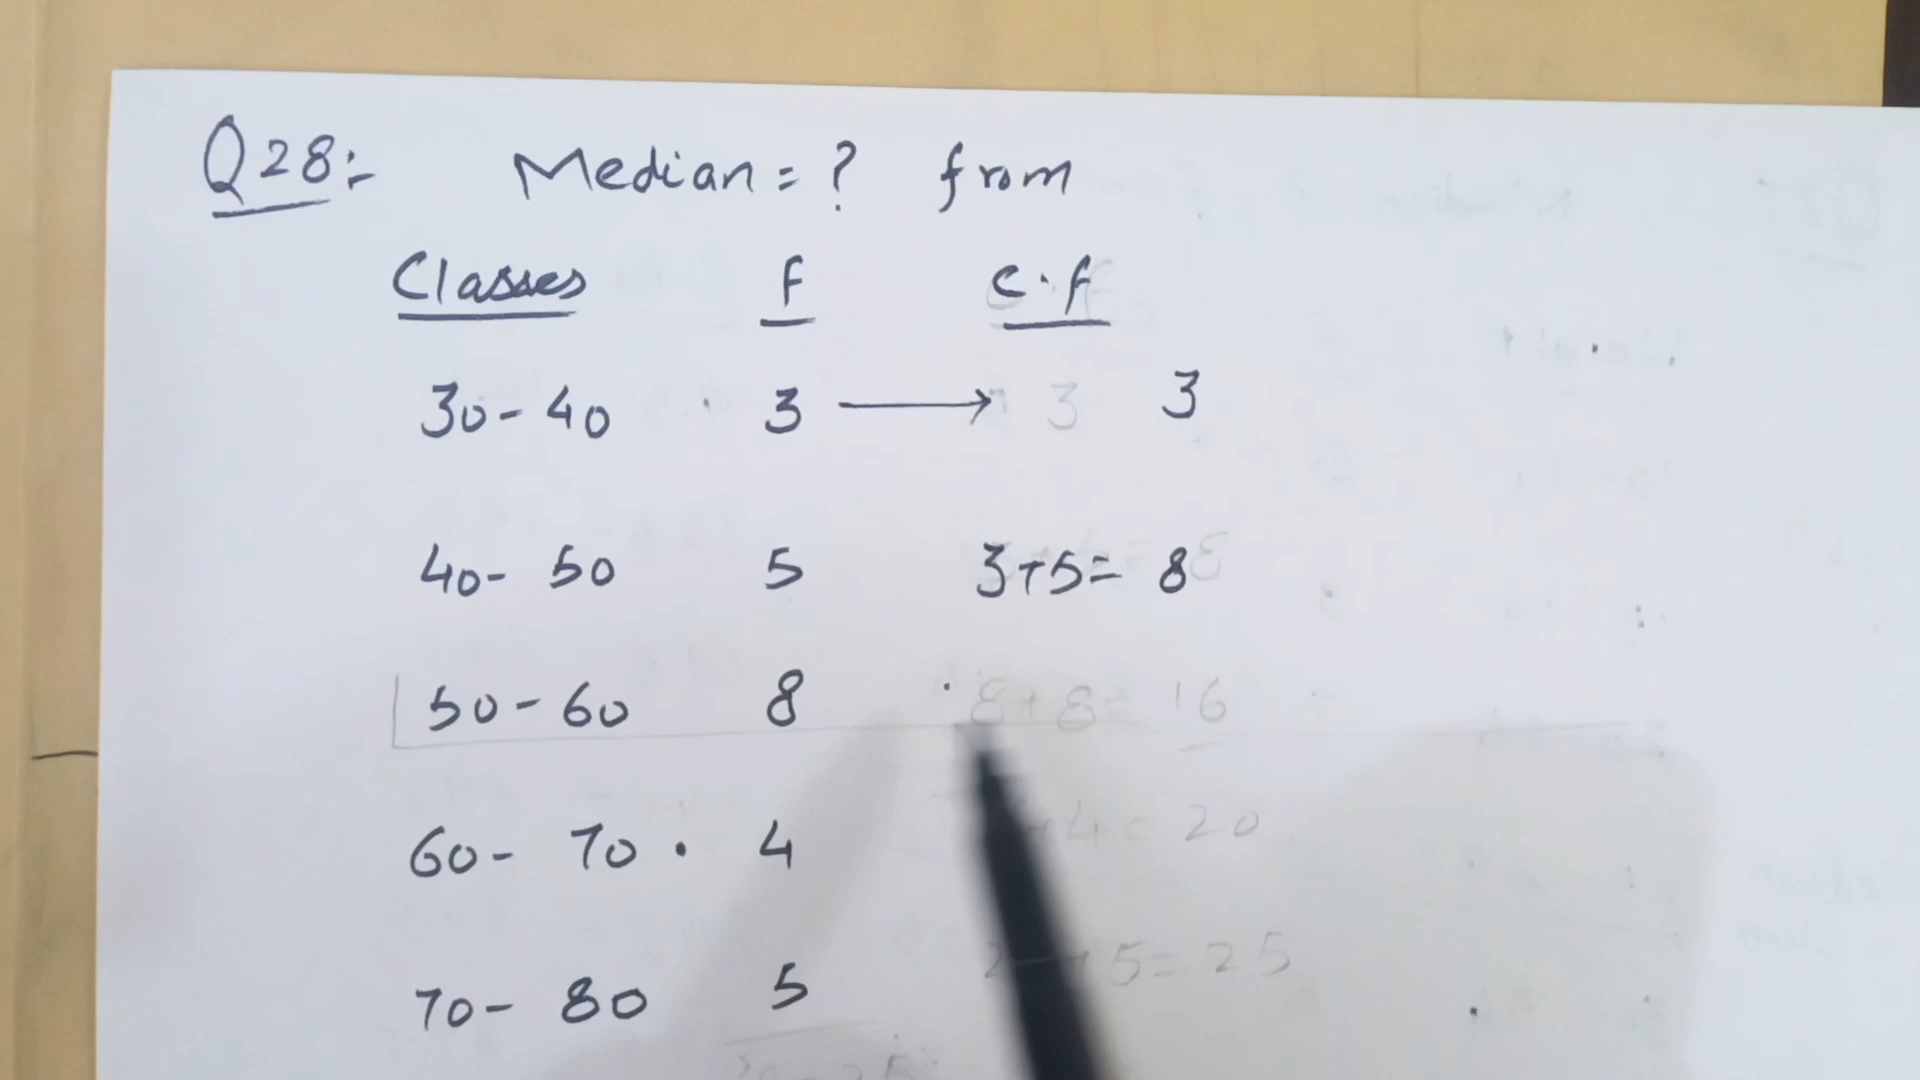 Q28:- Median = ? from
Classes f c.f
30-40 3 → 3 3
40-50 5 3+5= 8
50-60 8 8+8= 16
60-70 4 +4= 20
70-80 5 +5= 25